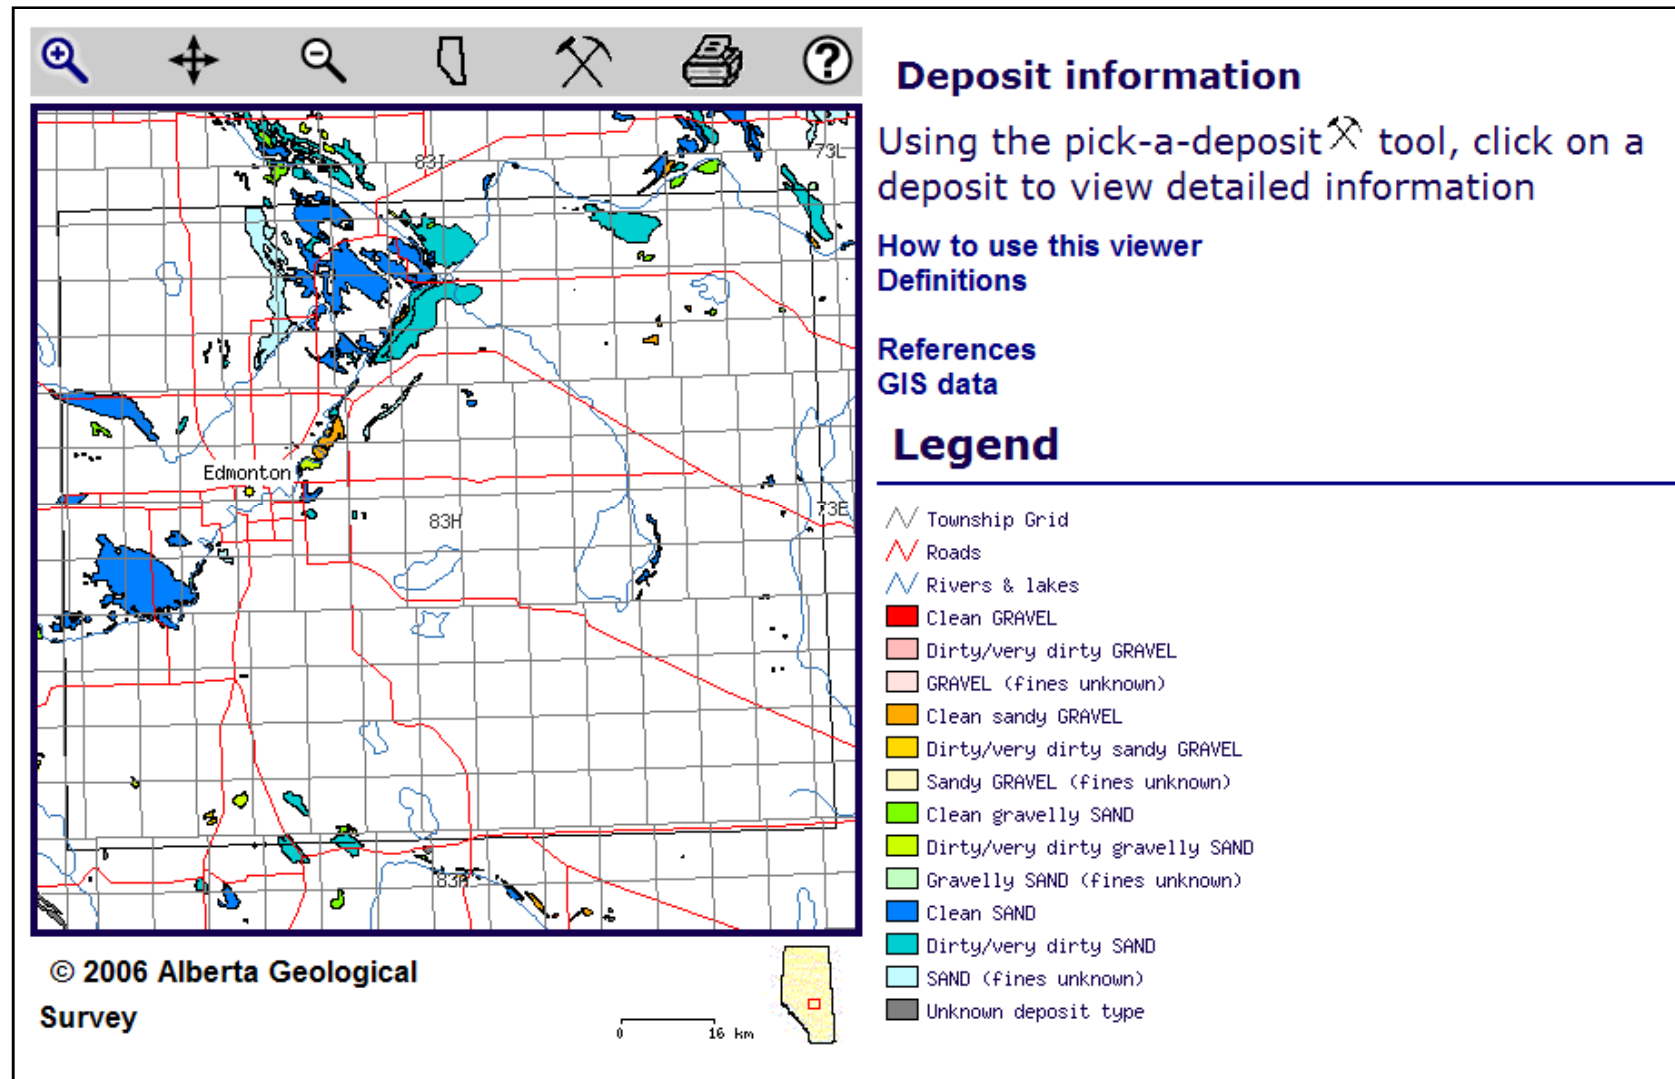 Deposit information
Using the pick-a-deposit tool, click on a
deposit to view detailed information
How to use this viewer
Definitions
References
GIS data
Legend
Township Grid
Roads
Rivers & lakes
Clean GRAVEL
Dirty/very dirty GRAVEL
GRAVEL (fines unknown)
Clean sandy GRAVEL
Dirty/very dirty sandy GRAVEL
Sandy GRAVEL (fines unknown)
Clean gravelly SAND
Dirty/very dirty gravelly SAND
Gravelly SAND (fines unknown)
Clean SAND
Dirty/very dirty SAND
SAND (fines unknown)
Unknown deposit type
83I
73L
Edmonton
83H
73E
83A
© 2006 Alberta Geological
Survey
0 16 km